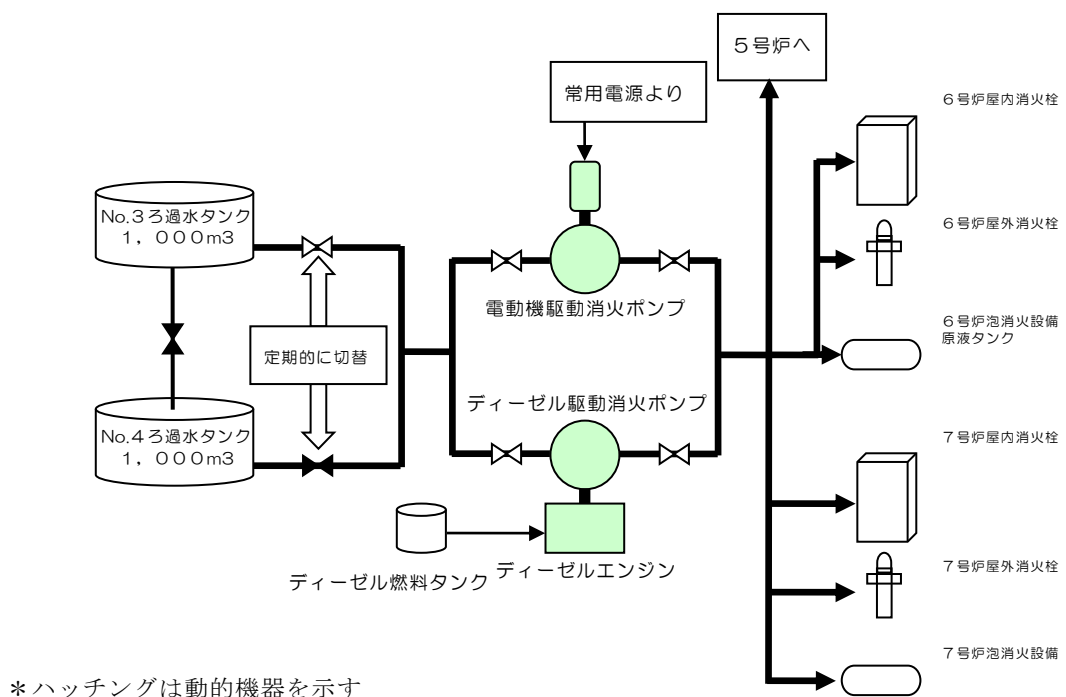 ５号炉へ
常用電源より
６号炉屋内消火栓
No.3ろ過水タンク
１，０００m3
６号炉屋外消火栓
電動機駆動消火ポンプ
６号炉泡消火設備
原液タンク
定期的に切替
ディーゼル駆動消火ポンプ
No.4ろ過水タンク
１，０００m3
７号炉屋内消火栓
ディーゼル燃料タンク
ディーゼルエンジン
７号炉屋外消火栓
７号炉泡消火設備
＊ハッチングは動的機器を示す